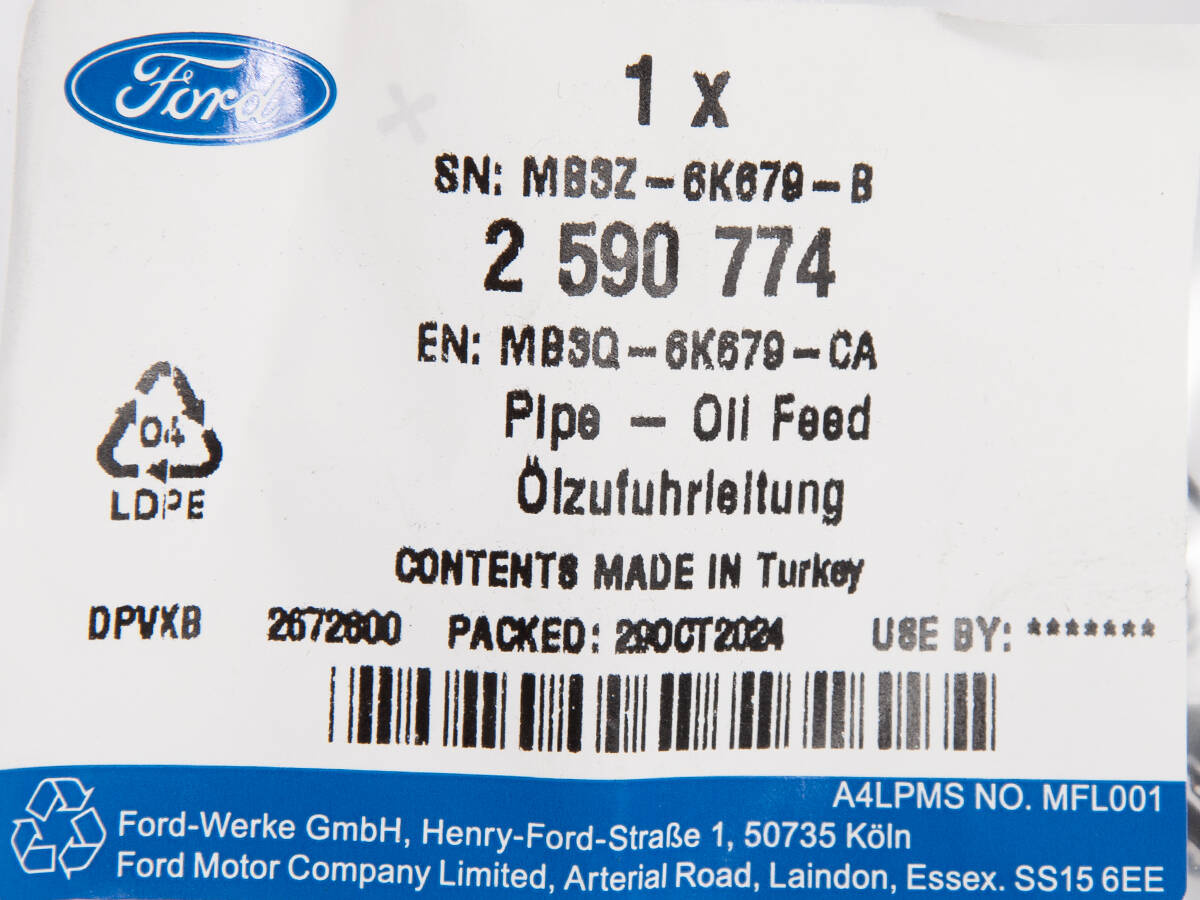 Ford
1 x
SN: MB3Z-6K679-B
2 590 774
EN: MB3Q-6K679-CA
Pipe - Oil Feed
Ölzufuhrleitung
04
LDPE
CONTENTS MADE IN Turkey
DPVXB 2672600 PACKED: 29OCT2024 USE BY: *******
A4LPMS NO. MFL001
Ford-Werke GmbH, Henry-Ford-Straße 1, 50735 Köln
Ford Motor Company Limited, Arterial Road, Laindon, Essex. SS15 6EE